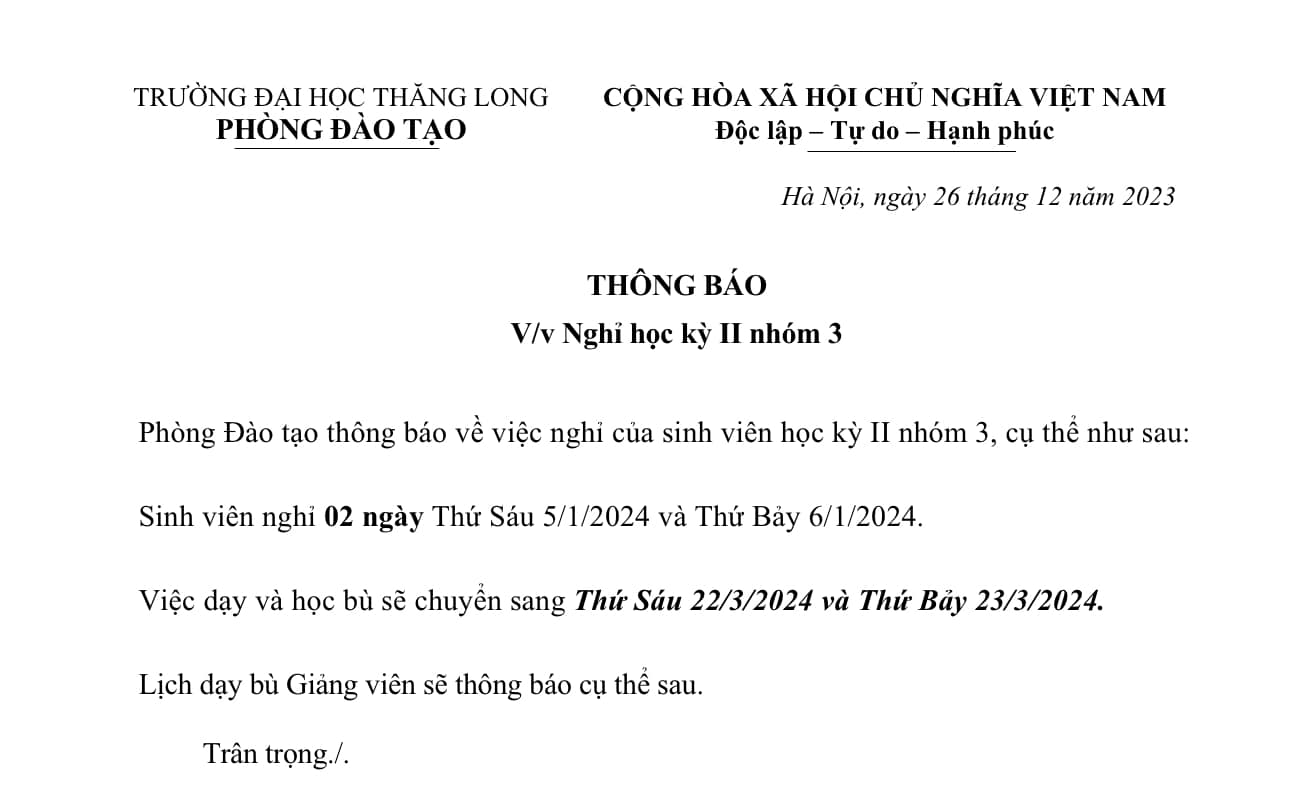 TRƯỜNG ĐẠI HỌC THĂNG LONG
PHÒNG ĐÀO TẠO
CỘNG HÒA XÃ HỘI CHỦ NGHĨA VIỆT NAM
Độc lập – Tự do – Hạnh phúc
Hà Nội, ngày 26 tháng 12 năm 2023
THÔNG BÁO
V/v Nghỉ học kỳ II nhóm 3
Phòng Đào tạo thông báo về việc nghỉ của sinh viên học kỳ II nhóm 3, cụ thể như sau:
Sinh viên nghỉ 02 ngày Thứ Sáu 5/1/2024 và Thứ Bảy 6/1/2024.
Việc dạy và học bù sẽ chuyển sang Thứ Sáu 22/3/2024 và Thứ Bảy 23/3/2024.
Lịch dạy bù Giảng viên sẽ thông báo cụ thể sau.
Trân trọng./.